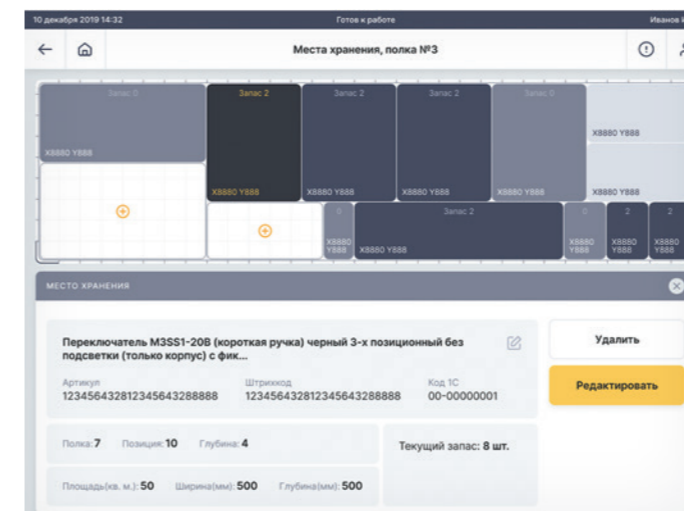 10 декабря 2019 14:32 Готов к работе Иванов
Места хранения, полка №3
Запас 0 Запас 2 Запас 2 Запас 2 Запас 0
X8880 Y888
X8880 Y888
X8880 Y888 X8880 Y888 X8880 Y888 X8880 Y888 X8880 Y888
0 Запас 2 0 2 2
X8880 Y888 X8880 Y888 X8880 Y888 X8880 Y888 X8880 Y888
МЕСТО ХРАНЕНИЯ
Переключатель M3SS1-20B (короткая ручка) черный 3-х позиционный без
подсветки (только корпус) с фик...
Удалить
Артикул Штрихкод Код 1С
123456432812345643288888 123456432812345643288888 00-00000001
Редактировать
Полка: 7 Позиция: 10 Глубина: 4
Текущий запас: 8 шт.
Площадь(кв. м.): 50 Ширина(мм): 500 Глубина(мм): 500